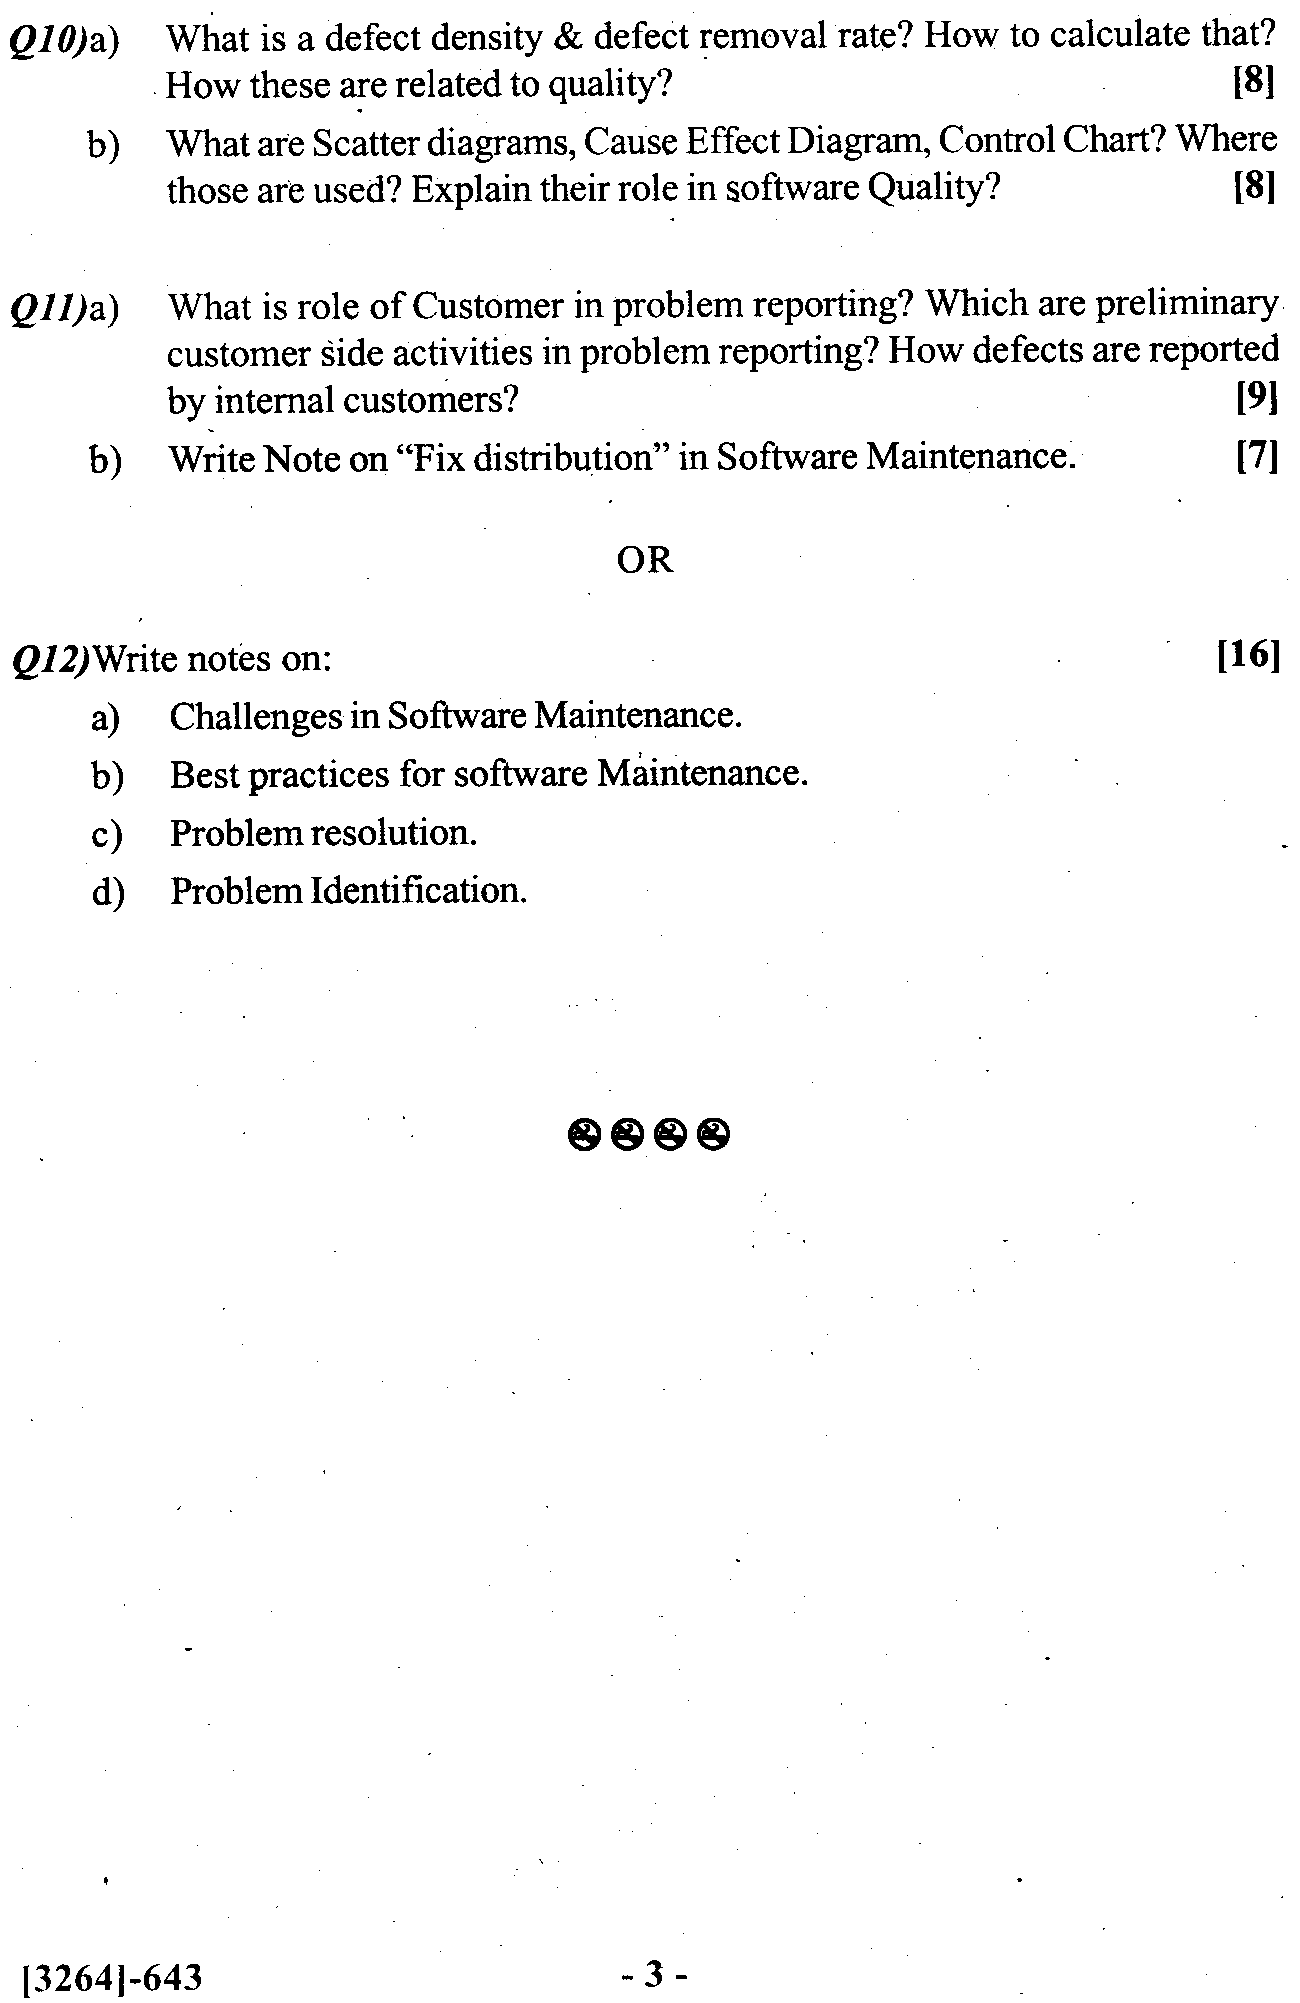 Q10)a) What is a defect density & defect removal rate? How to calculate that?
How these are related to quality? [8]
b) What are Scatter diagrams, Cause Effect Diagram, Control Chart? Where
those are used? Explain their role in software Quality? [8]
Q11)a) What is role of Customer in problem reporting? Which are preliminary
customer side activities in problem reporting? How defects are reported
by internal customers? [9]
b) Write Note on “Fix distribution” in Software Maintenance. [7]
OR
Q12)Write notes on: [16]
a) Challenges in Software Maintenance.
b) Best practices for software Maintenance.
c) Problem resolution.
d) Problem Identification.
[3264]-643 - 3 -